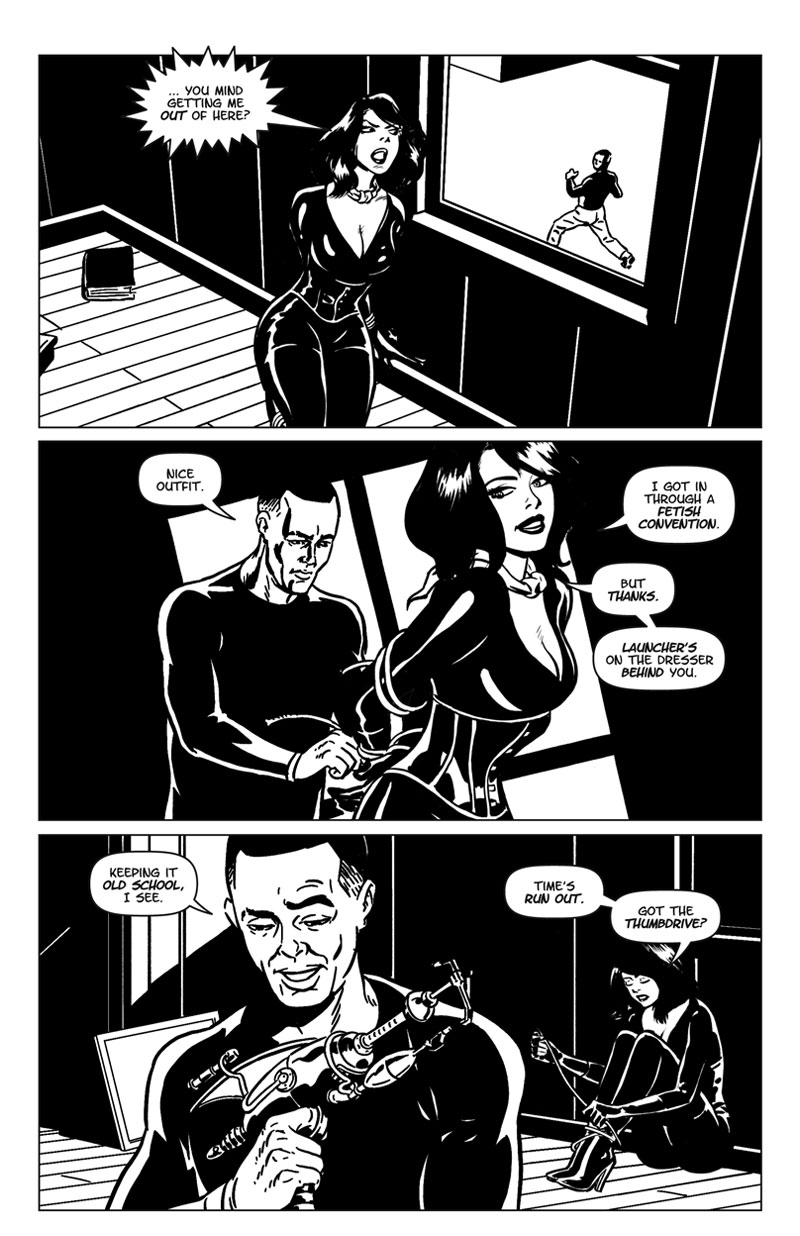 ... YOU MIND
GETTING ME
OUT OF HERE?
NICE
OUTFIT.
I GOT IN
THROUGH A
FETISH
CONVENTION.
BUT
THANKS.
LAUNCHER'S
ON THE DRESSER
BEHIND YOU.
KEEPING IT
OLD SCHOOL,
I SEE.
TIME'S
RUN OUT.
GOT THE
THUMBDRIVE?